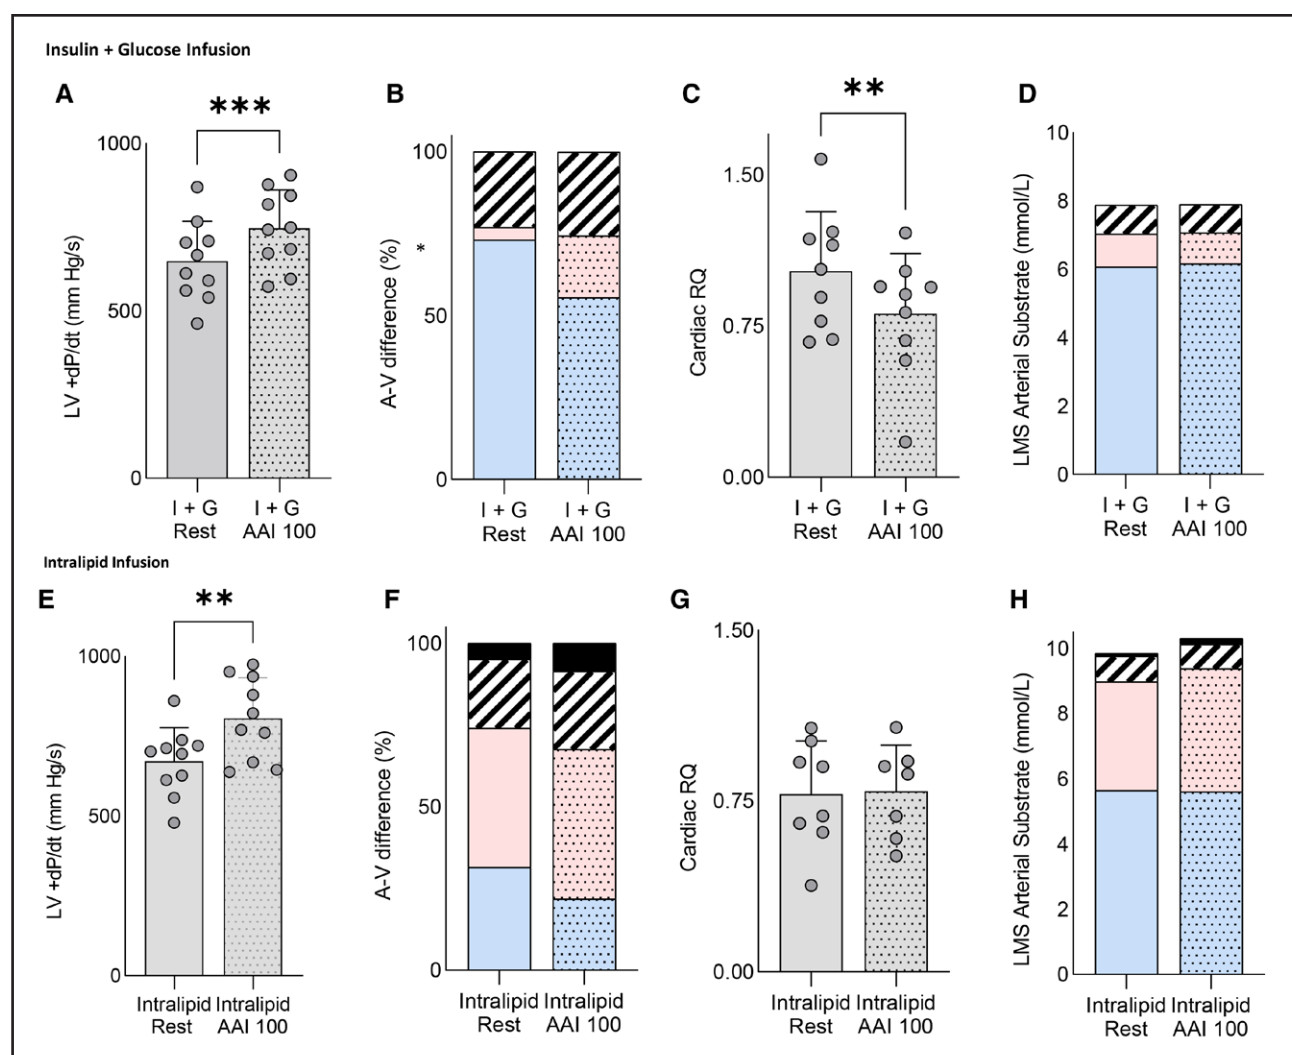 Insulin + Glucose Infusion
A
***
LV +dP/dt (mm Hg/s)
1000
500
0
I + G
Rest
I + G
AAI 100
B
A-V difference (%)
*
100
50
0
I + G
Rest
I + G
AAI 100
C
**
Cardiac RQ
1.50
0.75
0.00
I + G
Rest
I + G
AAI 100
D
LMS Arterial Substrate (mmol/L)
10
8
6
4
2
0
I + G
Rest
I + G
AAI 100
Intralipid Infusion
E
**
LV +dP/dt (mm Hg/s)
1000
500
0
Intralipid
Rest
Intralipid
AAI 100
F
A-V difference (%)
100
50
0
Intralipid
Rest
Intralipid
AAI 100
G
Cardiac RQ
1.50
0.75
0.00
Intralipid
Rest
Intralipid
AAI 100
H
LMS Arterial Substrate (mmol/L)
10
8
6
4
2
0
Intralipid
Rest
Intralipid
AAI 100